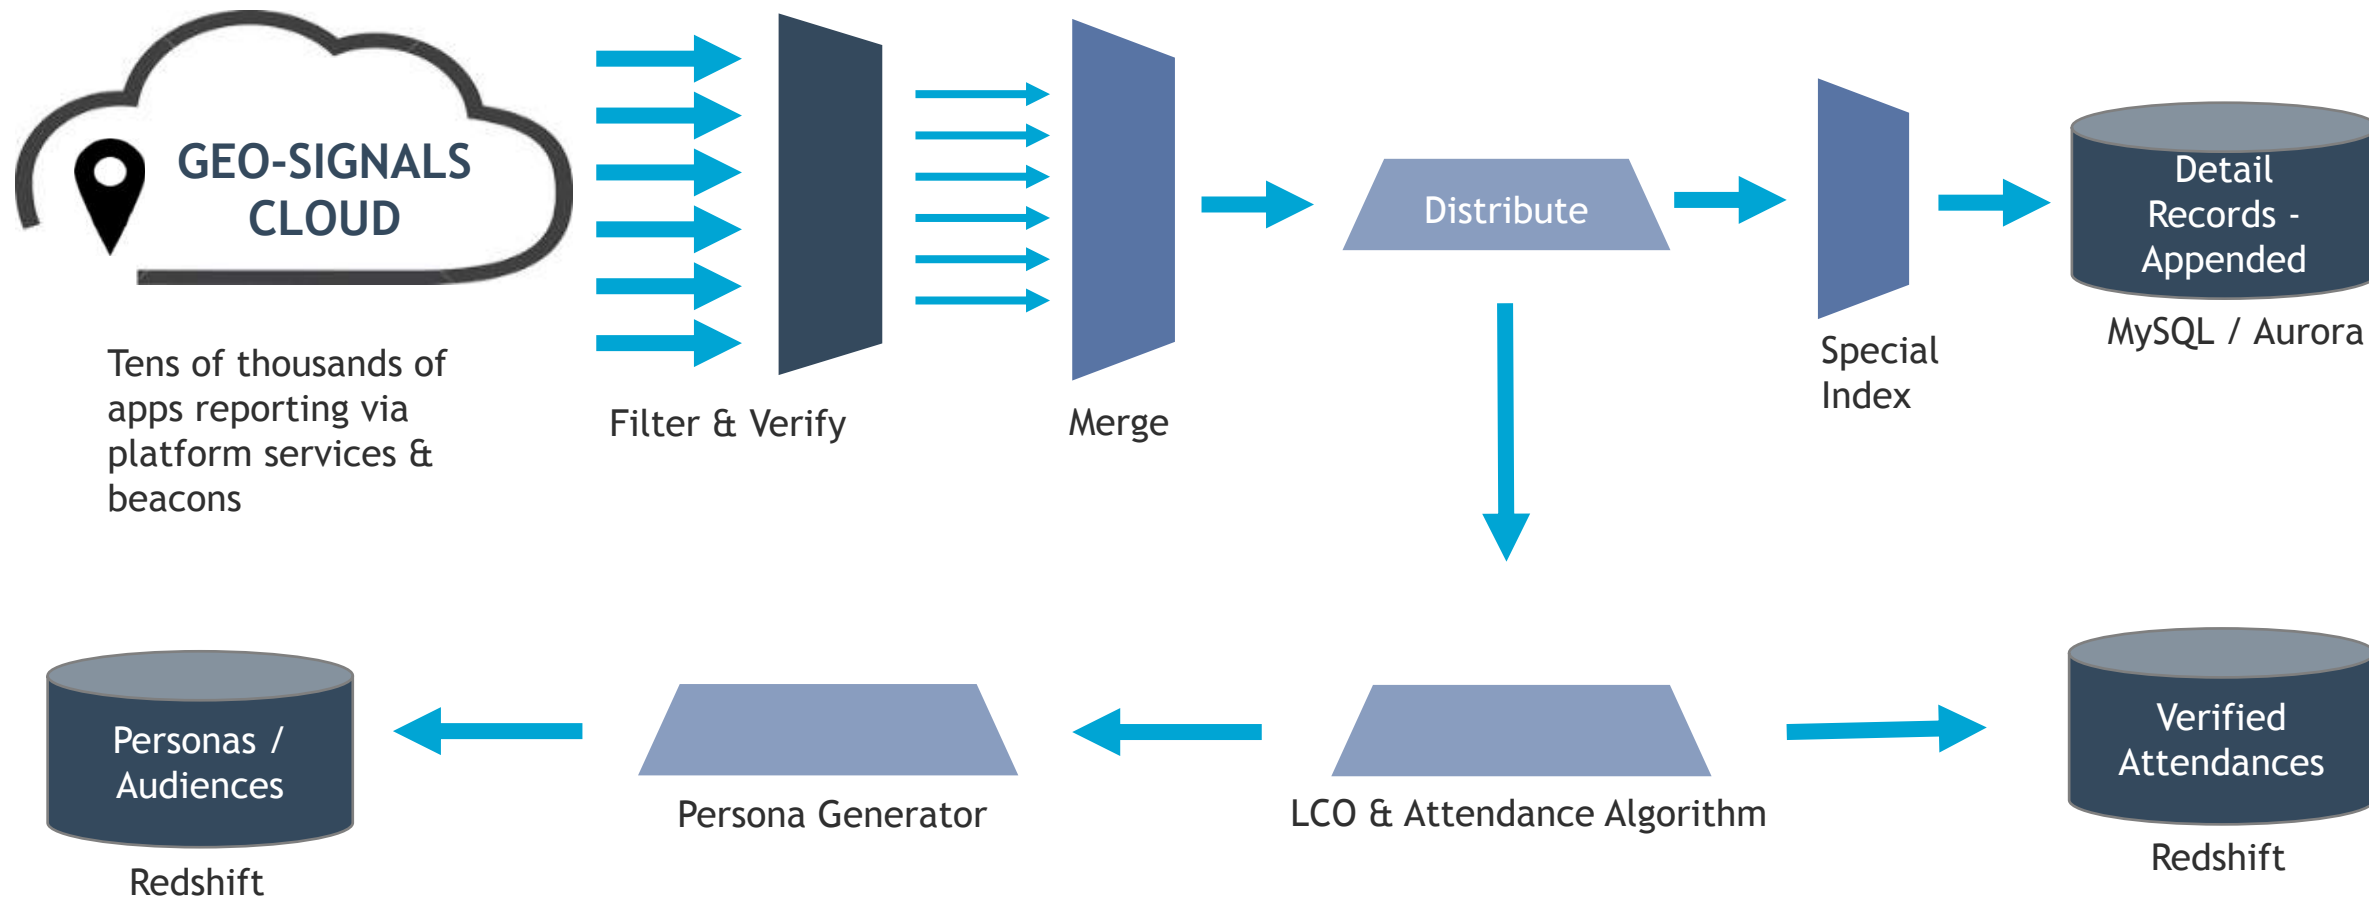 GEO-SIGNALS
CLOUD
Tens of thousands of
apps reporting via
platform services &
beacons
Filter & Verify
Merge
Distribute
Special
Index
Detail
Records -
Appended
MySQL / Aurora
Personas /
Audiences
Redshift
Persona Generator
LCO & Attendance Algorithm
Verified
Attendances
Redshift